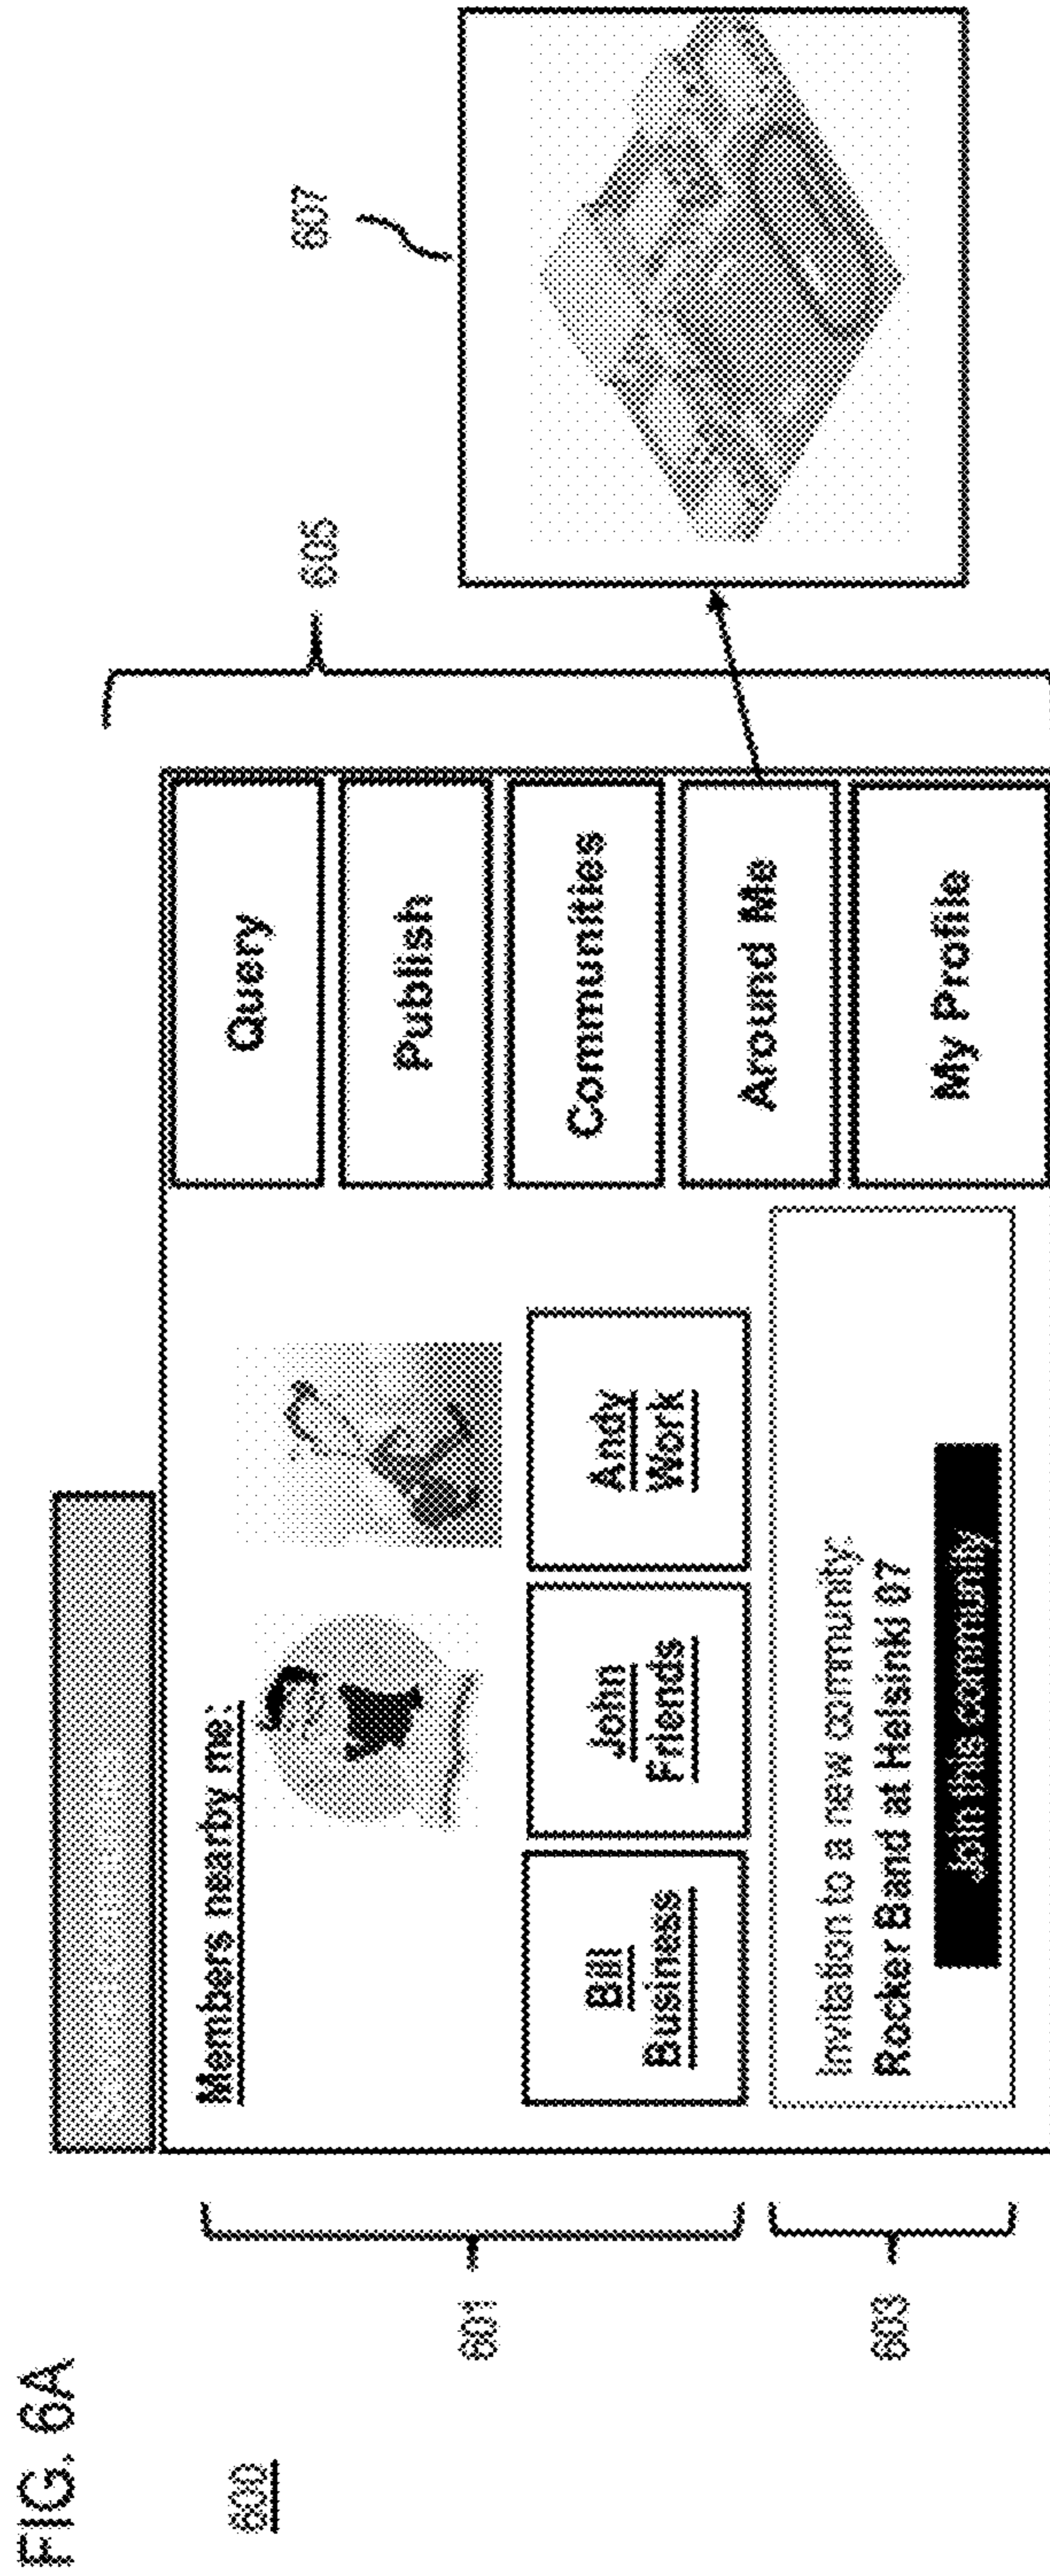 FIG. 6A
600
601
603
605
607
Members nearby me:
Bill
Business
John
Friends
Andy
Work
Invitation to a new community:
Rocker Band at Helsinki 07
Join this community
Query
Publish
Communities
Around Me
My Profile